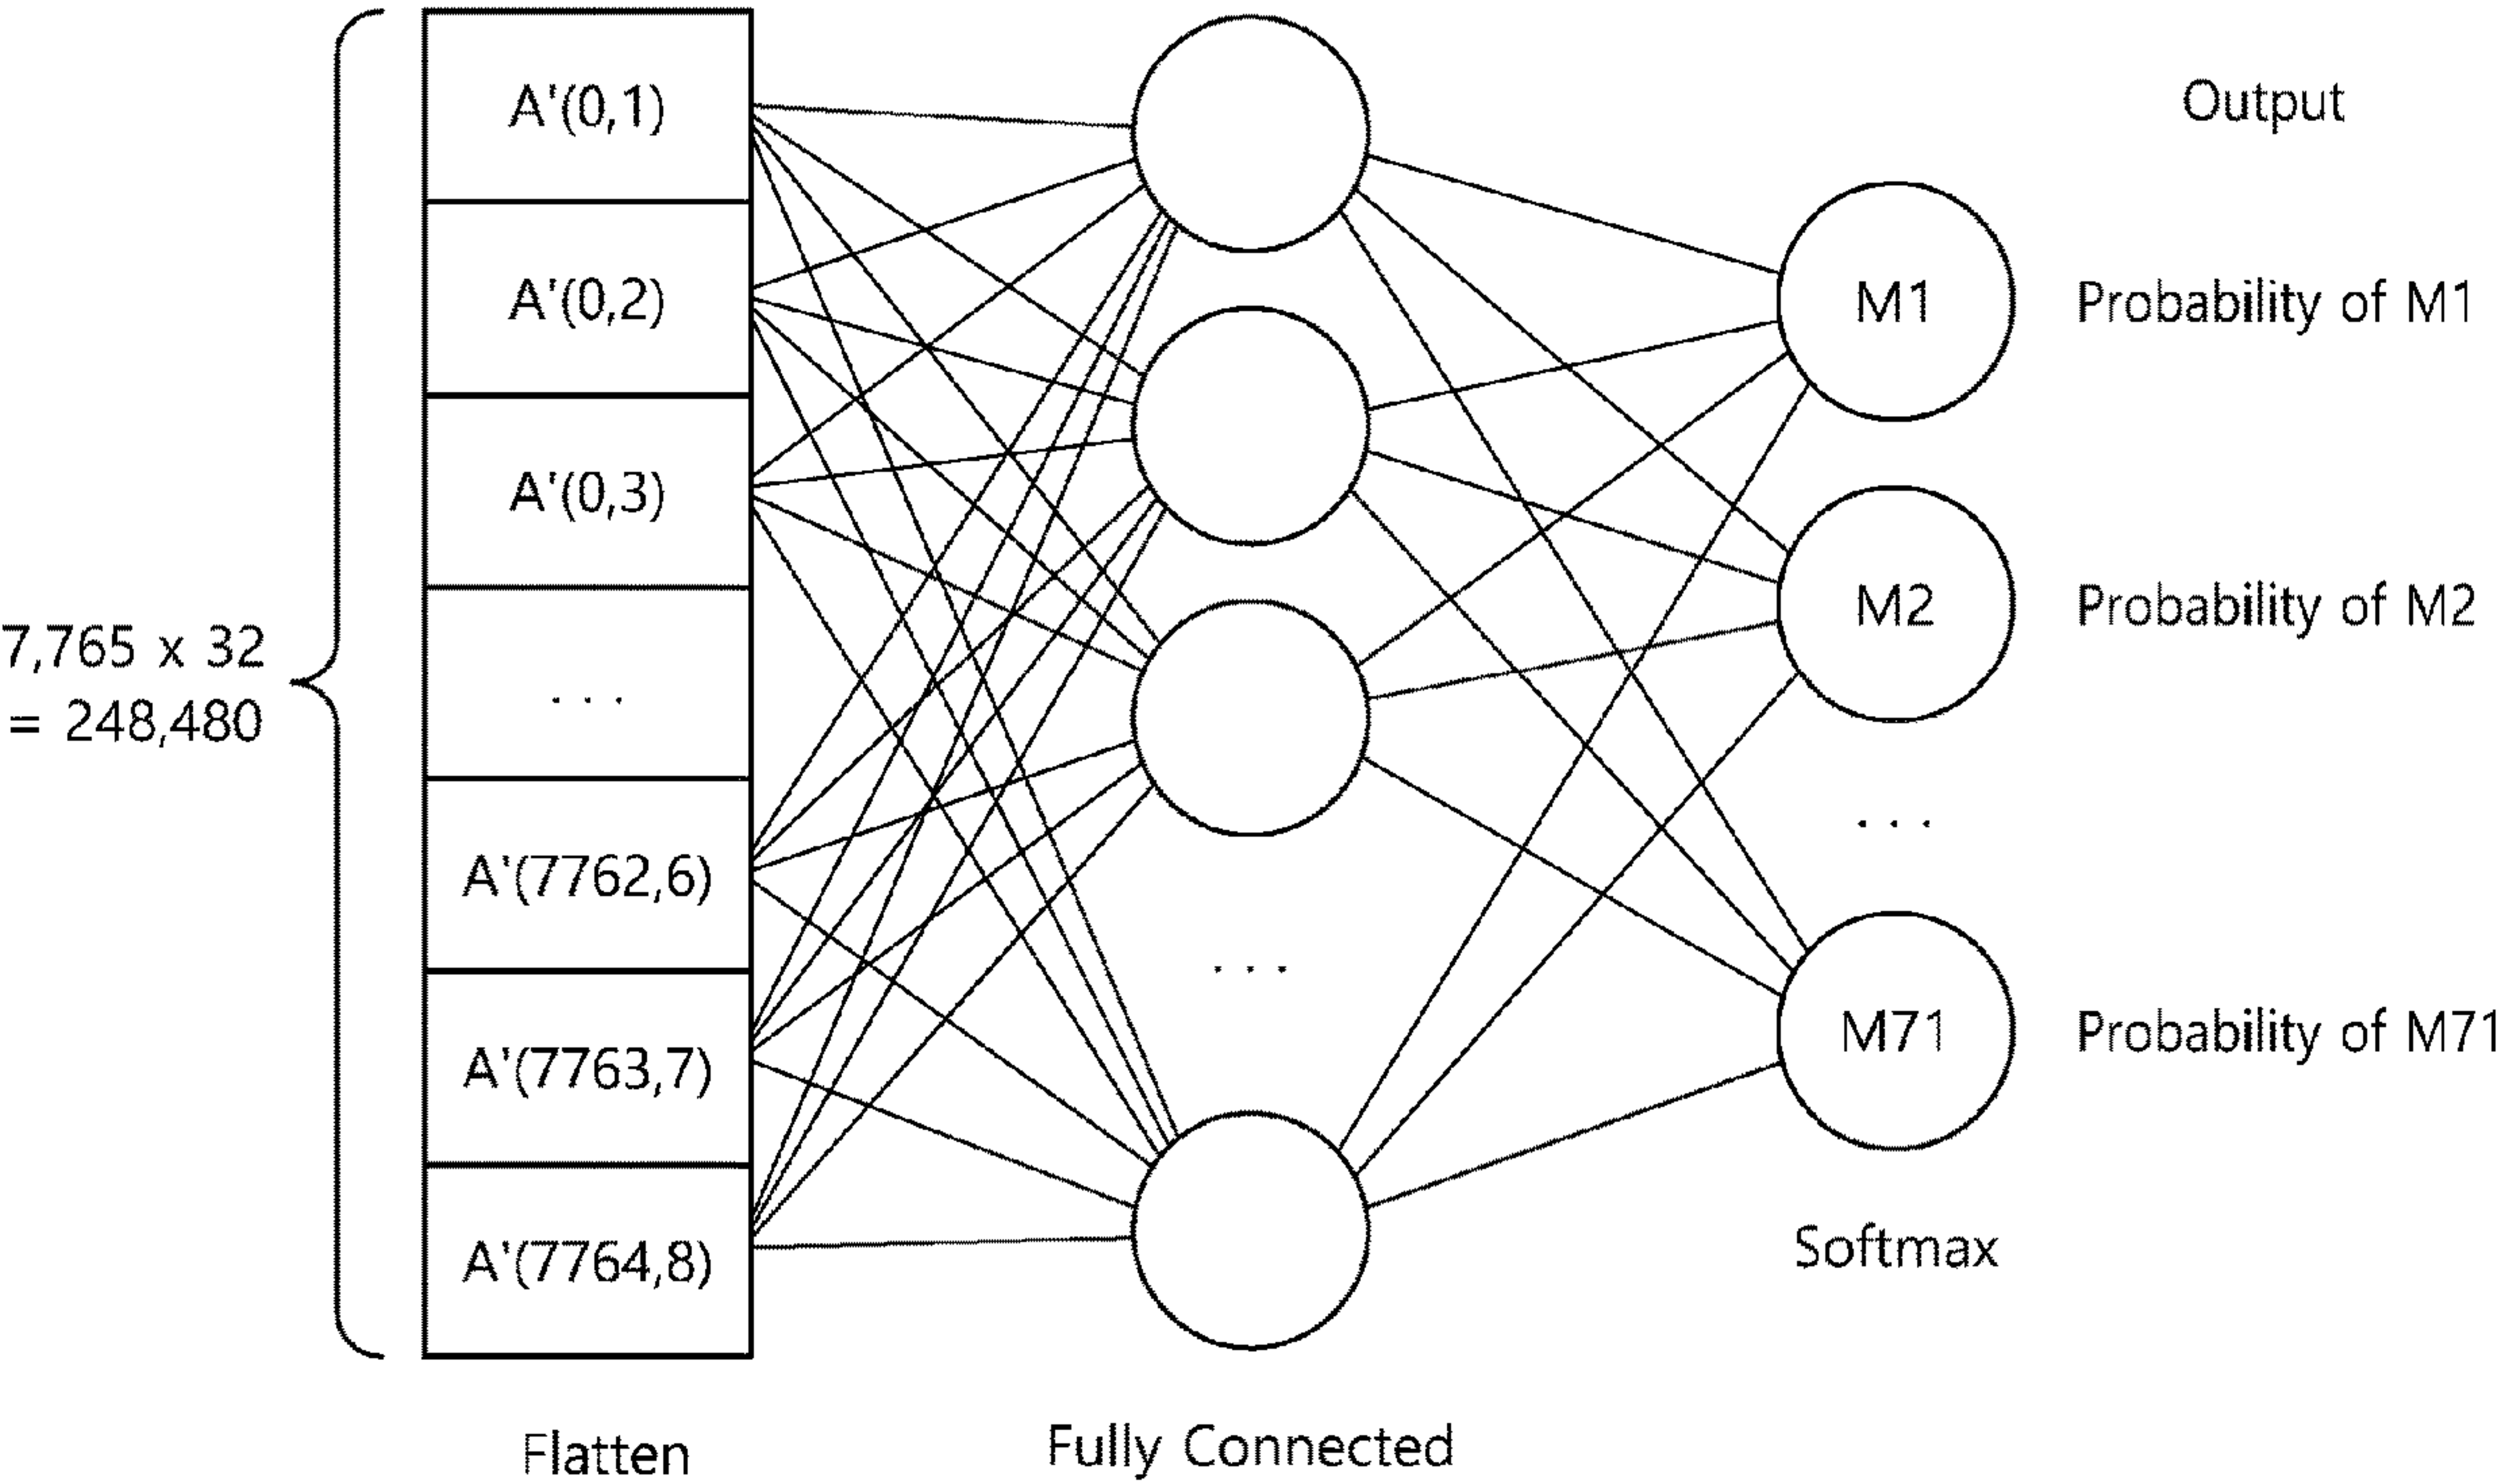 7,765 x 32
= 248,480
A'(0,1)
A'(0,2)
A'(0,3)
...
A'(7762,6)
A'(7763,7)
A'(7764,8)
Flatten
...
Fully Connected
M1
M2
...
M71
Softmax
Output
Probability of M1
Probability of M2
Probability of M71